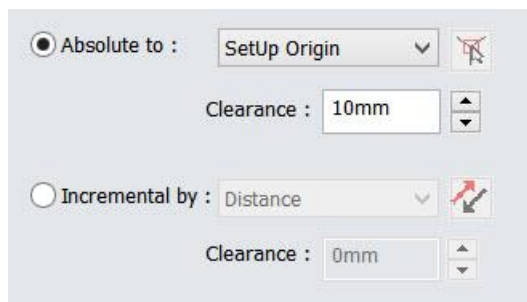 Absolute to : SetUp Origin
Clearance : 10mm
Incremental by : Distance
Clearance : 0mm